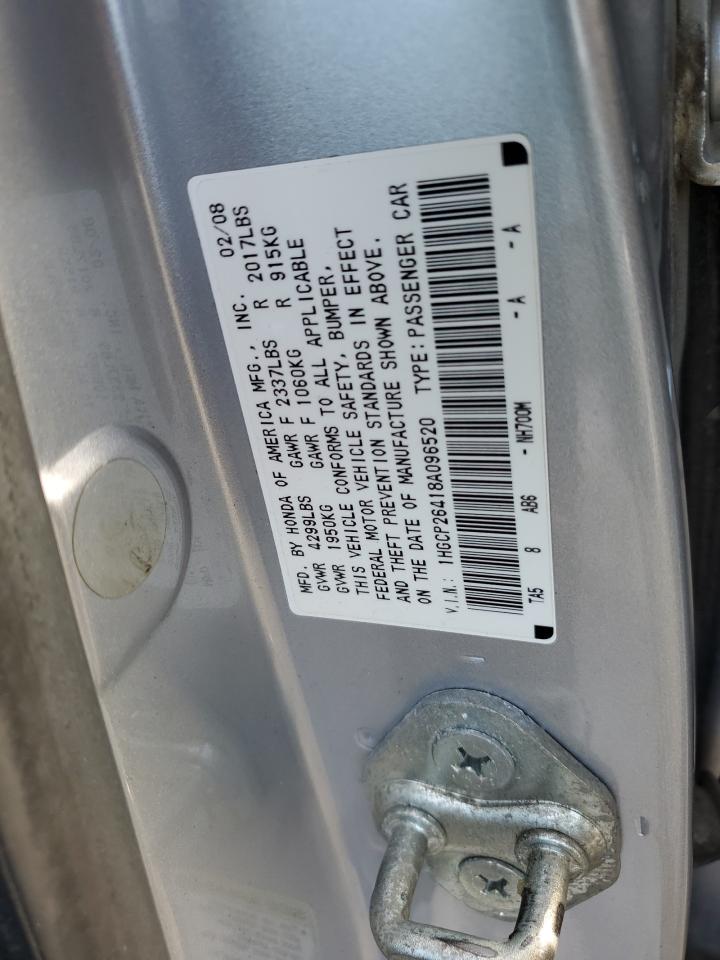 MFD. BY HONDA OF AMERICA MFG., INC. 02/08
GVWR 4299LBS GAWR F 2337LBS R 2017LBS
GVWR 1950KG GAWR F 1060KG R 915KG
THIS VEHICLE CONFORMS TO ALL APPLICABLE
FEDERAL MOTOR VEHICLE SAFETY, BUMPER,
AND THEFT PREVENTION STANDARDS IN EFFECT
ON THE DATE OF MANUFACTURE SHOWN ABOVE.
V.I.N.: 1HGCP26418A096520 TYPE: PASSENGER CAR
TA5 8 AB6 - NH700M - A - A